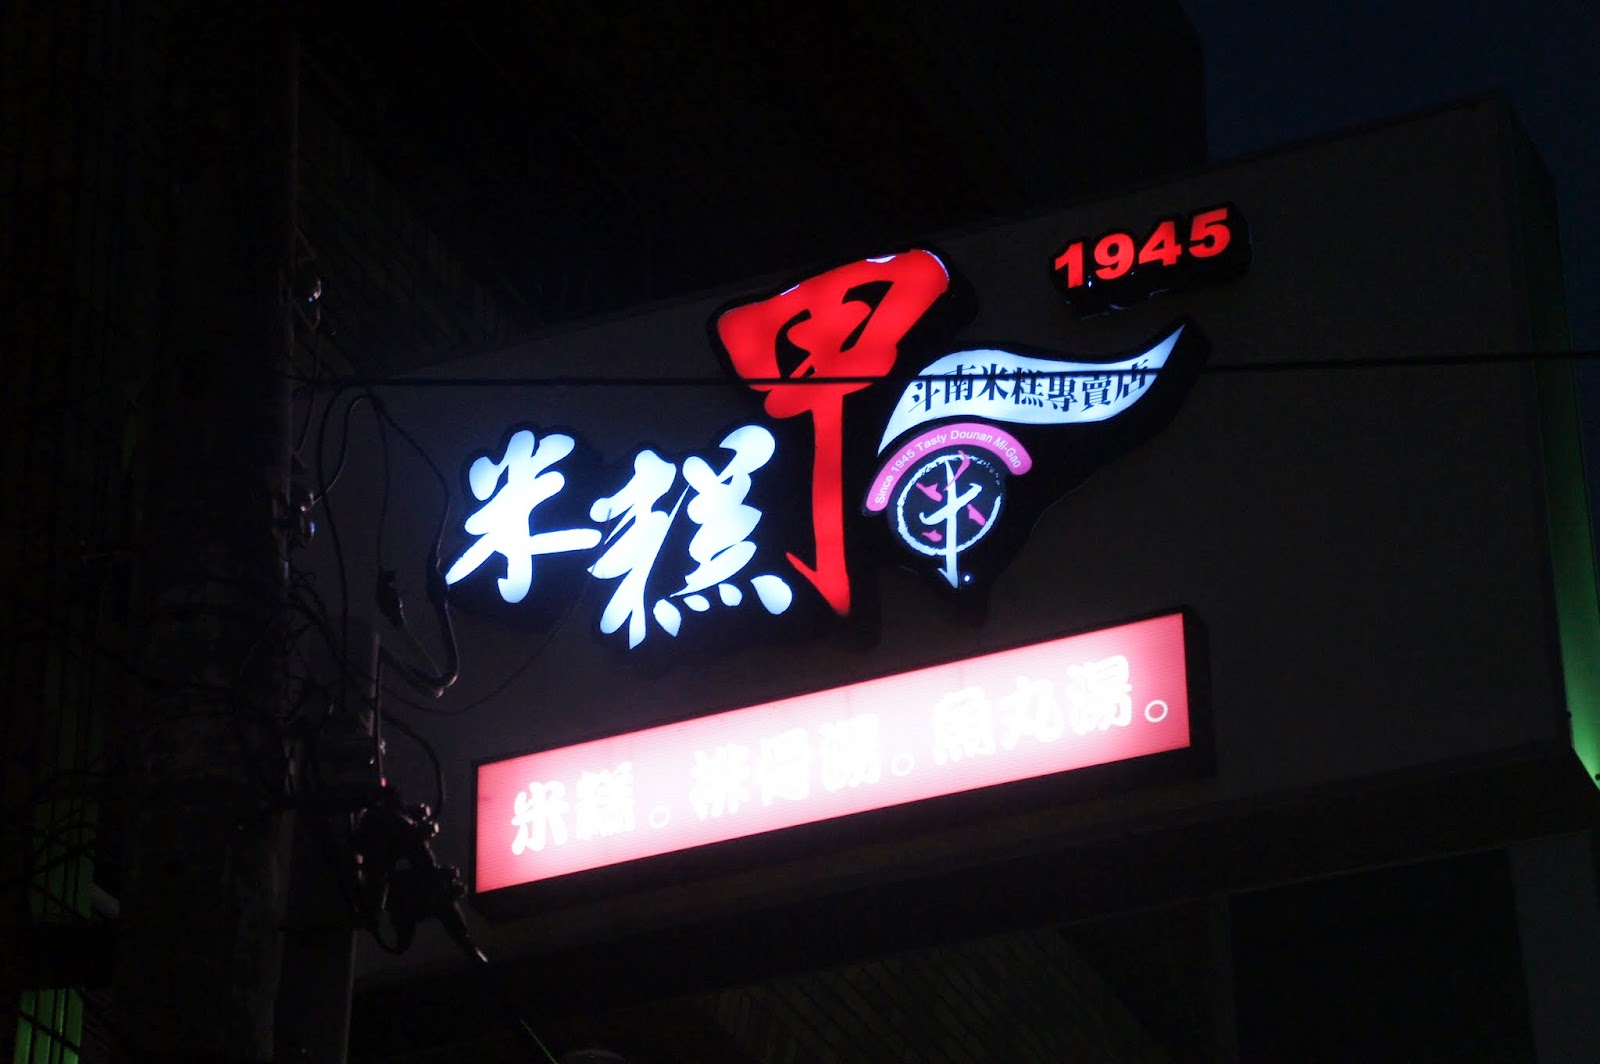 1945
米糕甲
斗南米糕專賣店
Since 1945 Tasty Dounan Mi-Gao
米糕。排骨湯。魚丸湯。